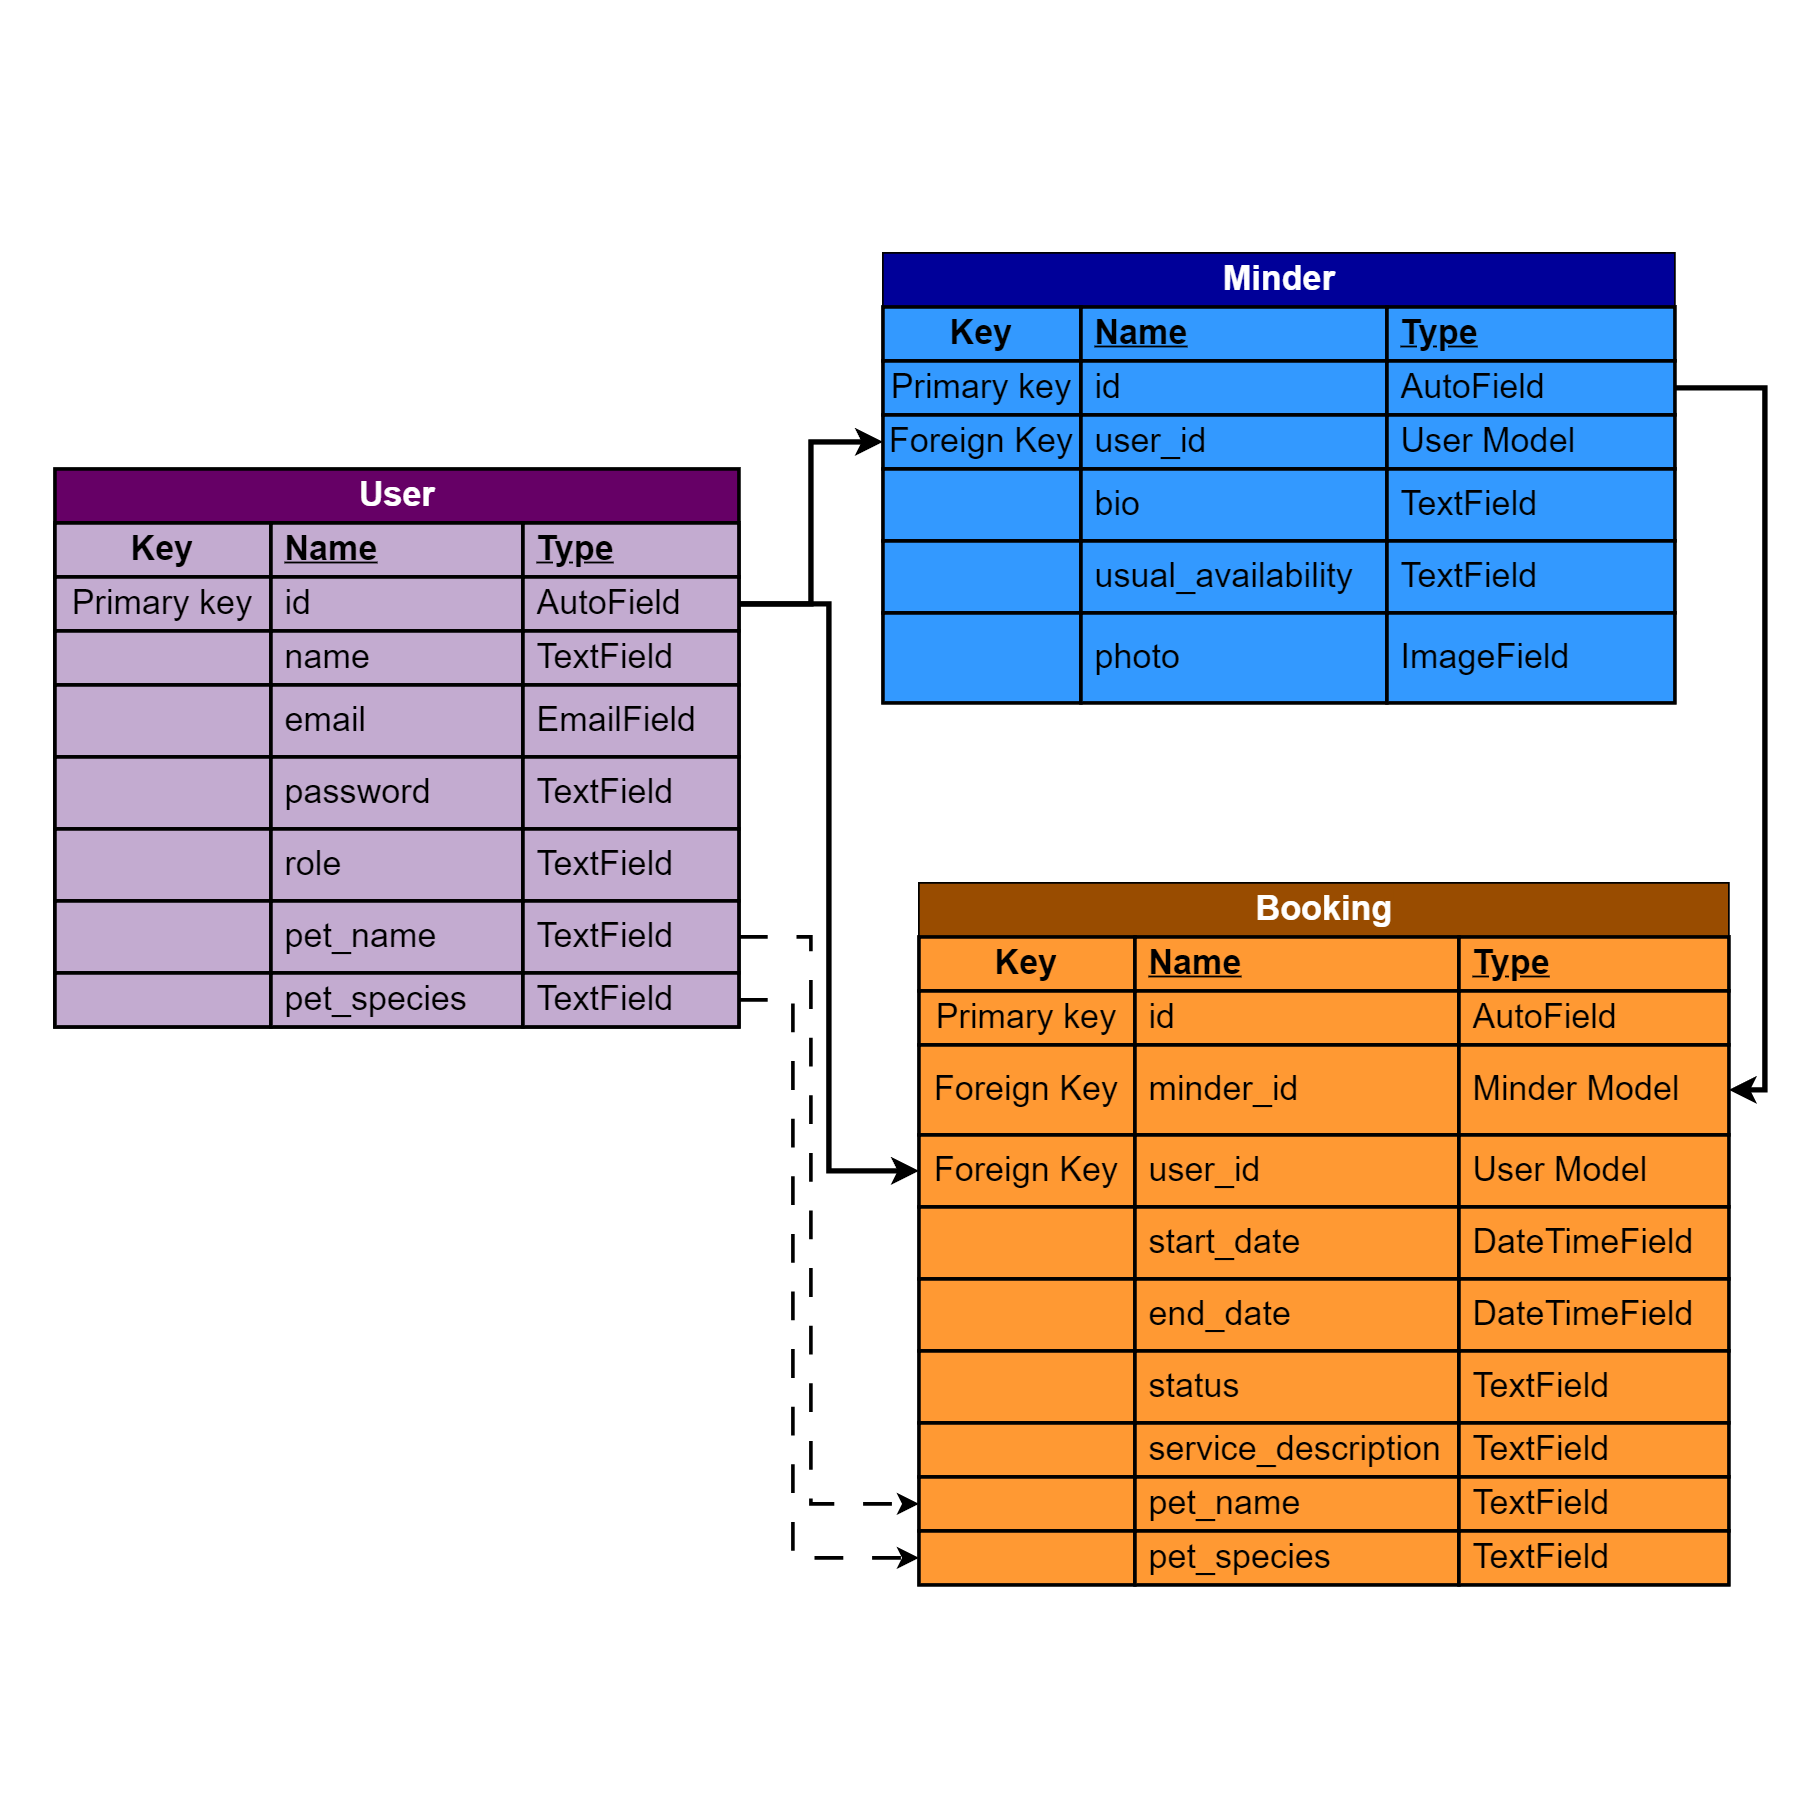 User
Key Name Type
Primary key id AutoField
name TextField
email EmailField
password TextField
role TextField
pet_name TextField
pet_species TextField
Minder
Key Name Type
Primary key id AutoField
Foreign Key user_id User Model
bio TextField
usual_availability TextField
photo ImageField
Booking
Key Name Type
Primary key id AutoField
Foreign Key minder_id Minder Model
Foreign Key user_id User Model
start_date DateTimeField
end_date DateTimeField
status TextField
service_description TextField
pet_name TextField
pet_species TextField